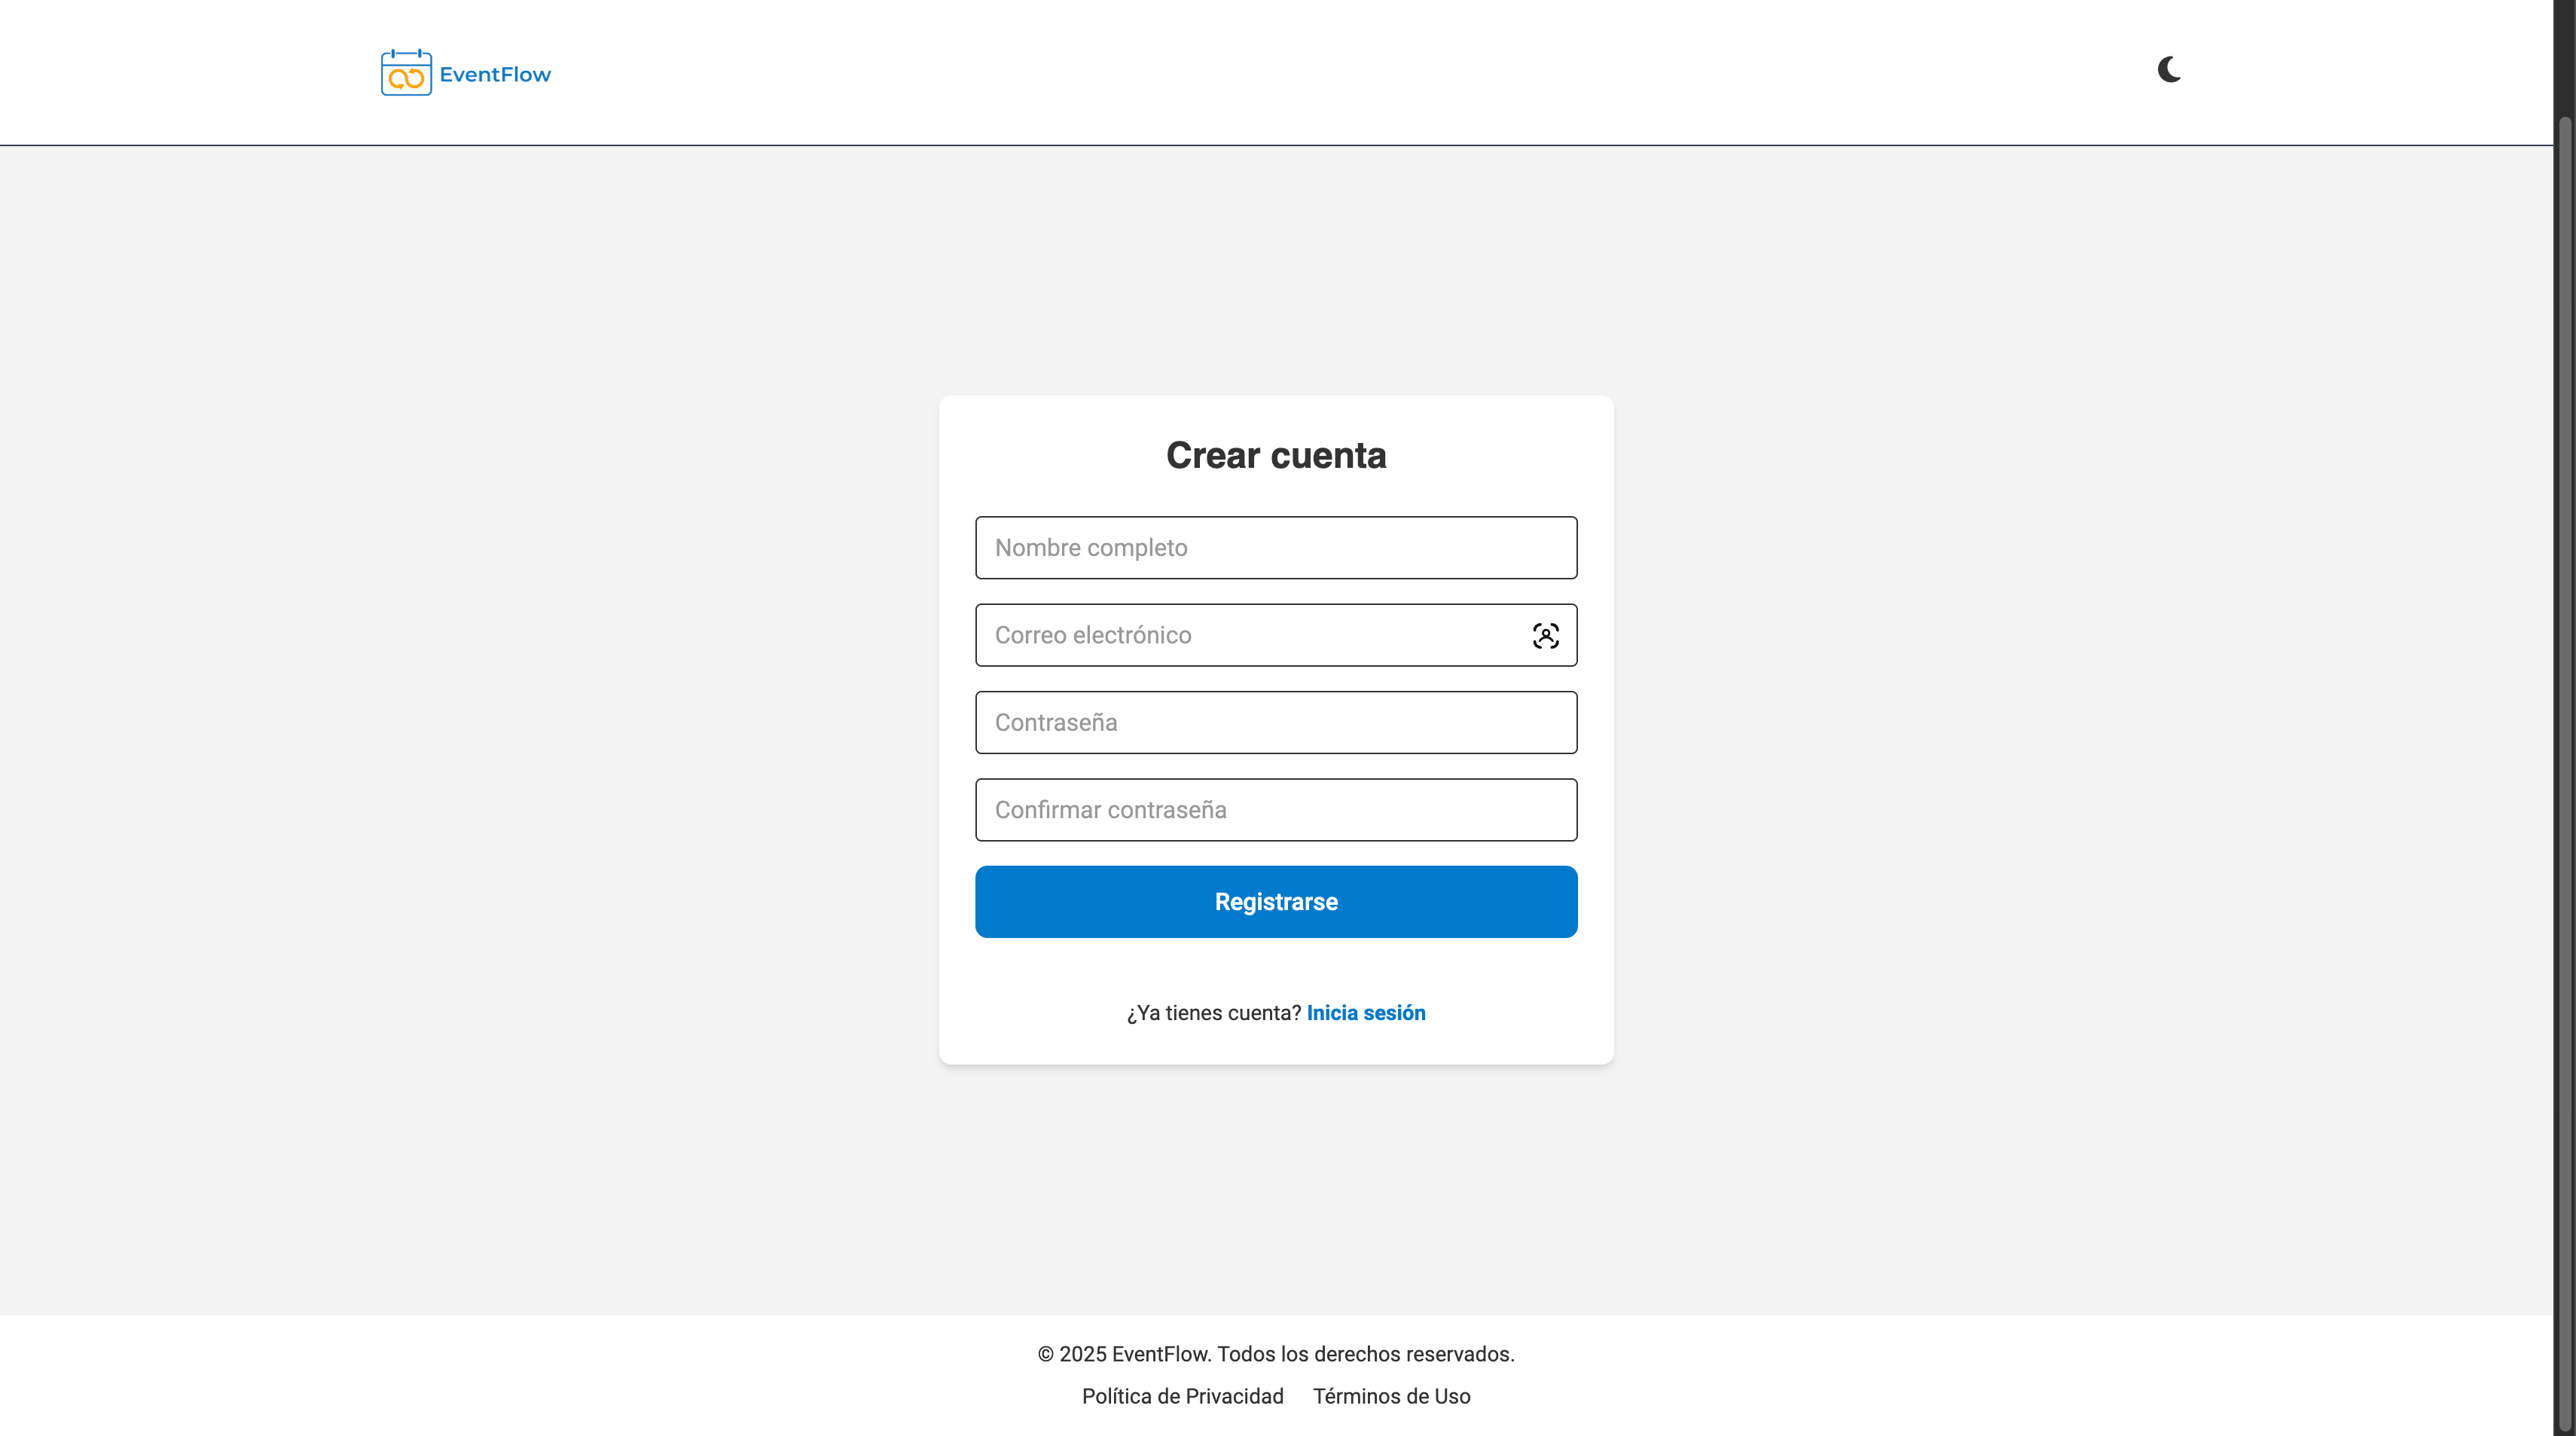 EventFlow
Crear cuenta
Nombre completo
Correo electrónico
Contraseña
Confirmar contraseña
Registrarse
¿Ya tienes cuenta? Inicia sesión
© 2025 EventFlow. Todos los derechos reservados.
Política de Privacidad Términos de Uso